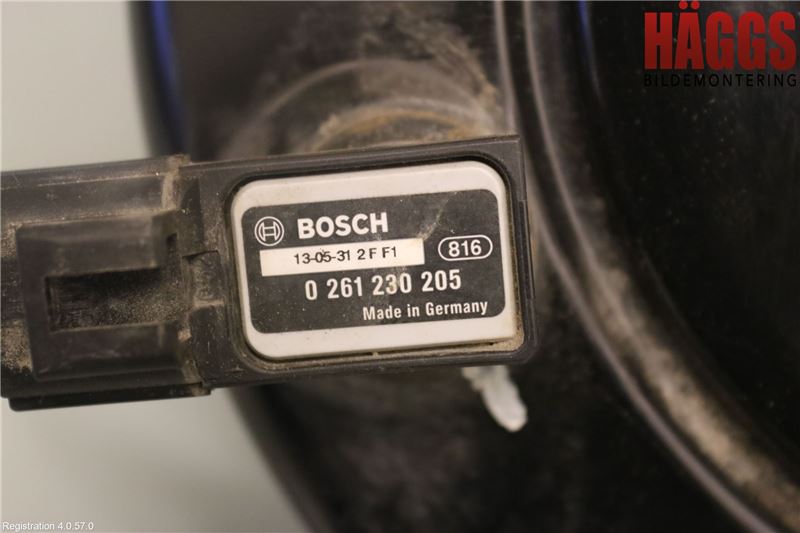 HÄGGS
BILDEMONTERING
BOSCH
13-05-31 2 F F1
816
0 261 230 205
Made in Germany
Registration 4.0.57.0